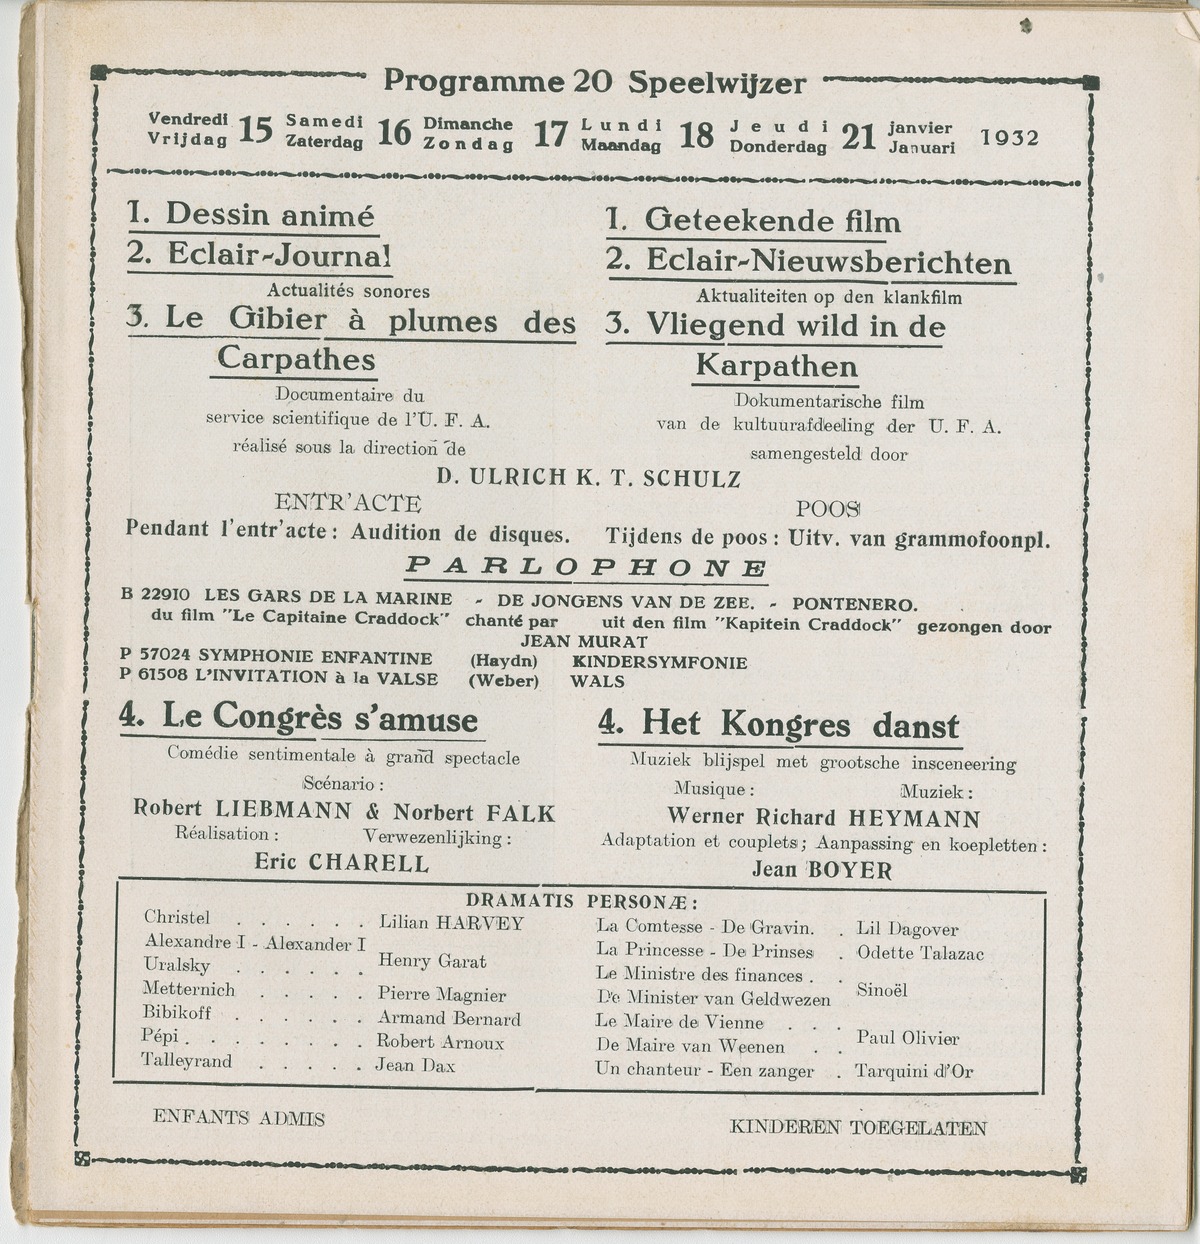 Programme 20 Speelwijzer
Vendredi Vrijdag 15 Samedi Zaterdag 16 Dimanche Zondag 17 Lundi Maandag 18 Jeudi Donderdag 21 janvier Januari 1932
1. Dessin animé
2. Eclair-Journal
Actualités sonores
3. Le Gibier à plumes des
Carpathes
Documentaire du
service scientifique de l'U. F. A.
réalisé sous la direction de
1. Geteekende film
2. Eclair-Nieuwsberichten
Aktualiteiten op den klankfilm
3. Vliegend wild in de
Karpathen
Dokumentarische film
van de kultuurafdeeling der U. F. A.
samengesteld door
D. ULRICH K. T. SCHULZ
ENTR'ACTE POOS
Pendant l'entr'acte : Audition de disques. Tijdens de poos : Uitv. van grammofoonpl.
PARLOPHONE
B 22910 LES GARS DE LA MARINE - DE JONGENS VAN DE ZEE. - PONTENERO.
du film "Le Capitaine Craddock" chanté par uit den film "Kapitein Craddock" gezongen door
JEAN MURAT
P 57024 SYMPHONIE ENFANTINE (Haydn) KINDERSYMFONIE
P 61508 L'INVITATION à la VALSE (Weber) WALS
4. Le Congrès s'amuse
Comédie sentimentale à grand spectacle
Scénario :
Robert LIEBMANN & Norbert FALK
Réalisation : Verwezenlijking :
Eric CHARELL
4. Het Kongres danst
Muziek blijspel met grootsche insceneering
Musique : Muziek :
Werner Richard HEYMANN
Adaptation et couplets ; Aanpassing en koepletten :
Jean BOYER
DRAMATIS PERSONÆ :
Christel . . . . . . Lilian HARVEY
Alexandre I - Alexander I
Uralsky . . . . . . Henry Garat
Metternich . . . . . Pierre Magnier
Bibikoff . . . . . . Armand Bernard
Pépi . . . . . . . . Robert Arnoux
Talleyrand . . . . . Jean Dax
La Comtesse - De Gravin. . Lil Dagover
La Princesse - De Prinses . Odette Talazac
Le Ministre des finances . .
De Minister van Geldwezen Sinoël
Le Maire de Vienne . . .
De Maire van Weenen . . Paul Olivier
Un chanteur - Een zanger . Tarquini d'Or
ENFANTS ADMIS KINDEREN TOEGELATEN